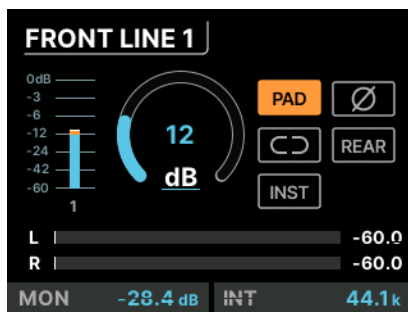 FRONT LINE 1
0dB
-3
-6
-12
-24
-42
-60
1
12
dB
PAD
REAR
INST
L -60.0
R -60.0
MON -28.4 dB INT 44.1 k